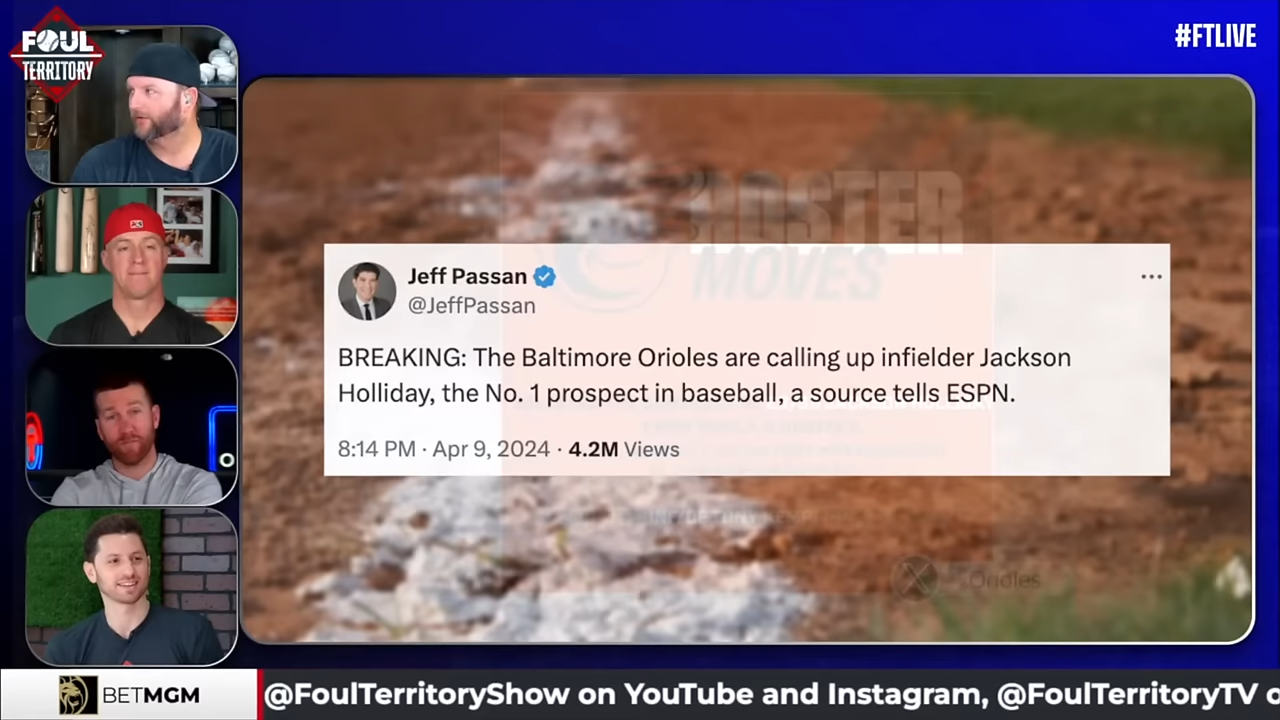 FOUL
TERRITORY
#FTLIVE
ROSTER
MOVES
Jeff Passan
@JeffPassan
BREAKING: The Baltimore Orioles are calling up infielder Jackson
Holliday, the No. 1 prospect in baseball, a source tells ESPN.
8:14 PM · Apr 9, 2024 · 4.2M Views
Orioles
BETMGM
@FoulTerritoryShow on YouTube and Instagram, @FoulTerritoryTV o